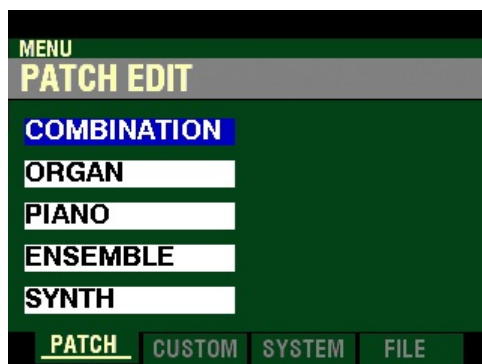 MENU
PATCH EDIT
COMBINATION
ORGAN
PIANO
ENSEMBLE
SYNTH
PATCH CUSTOM SYSTEM FILE